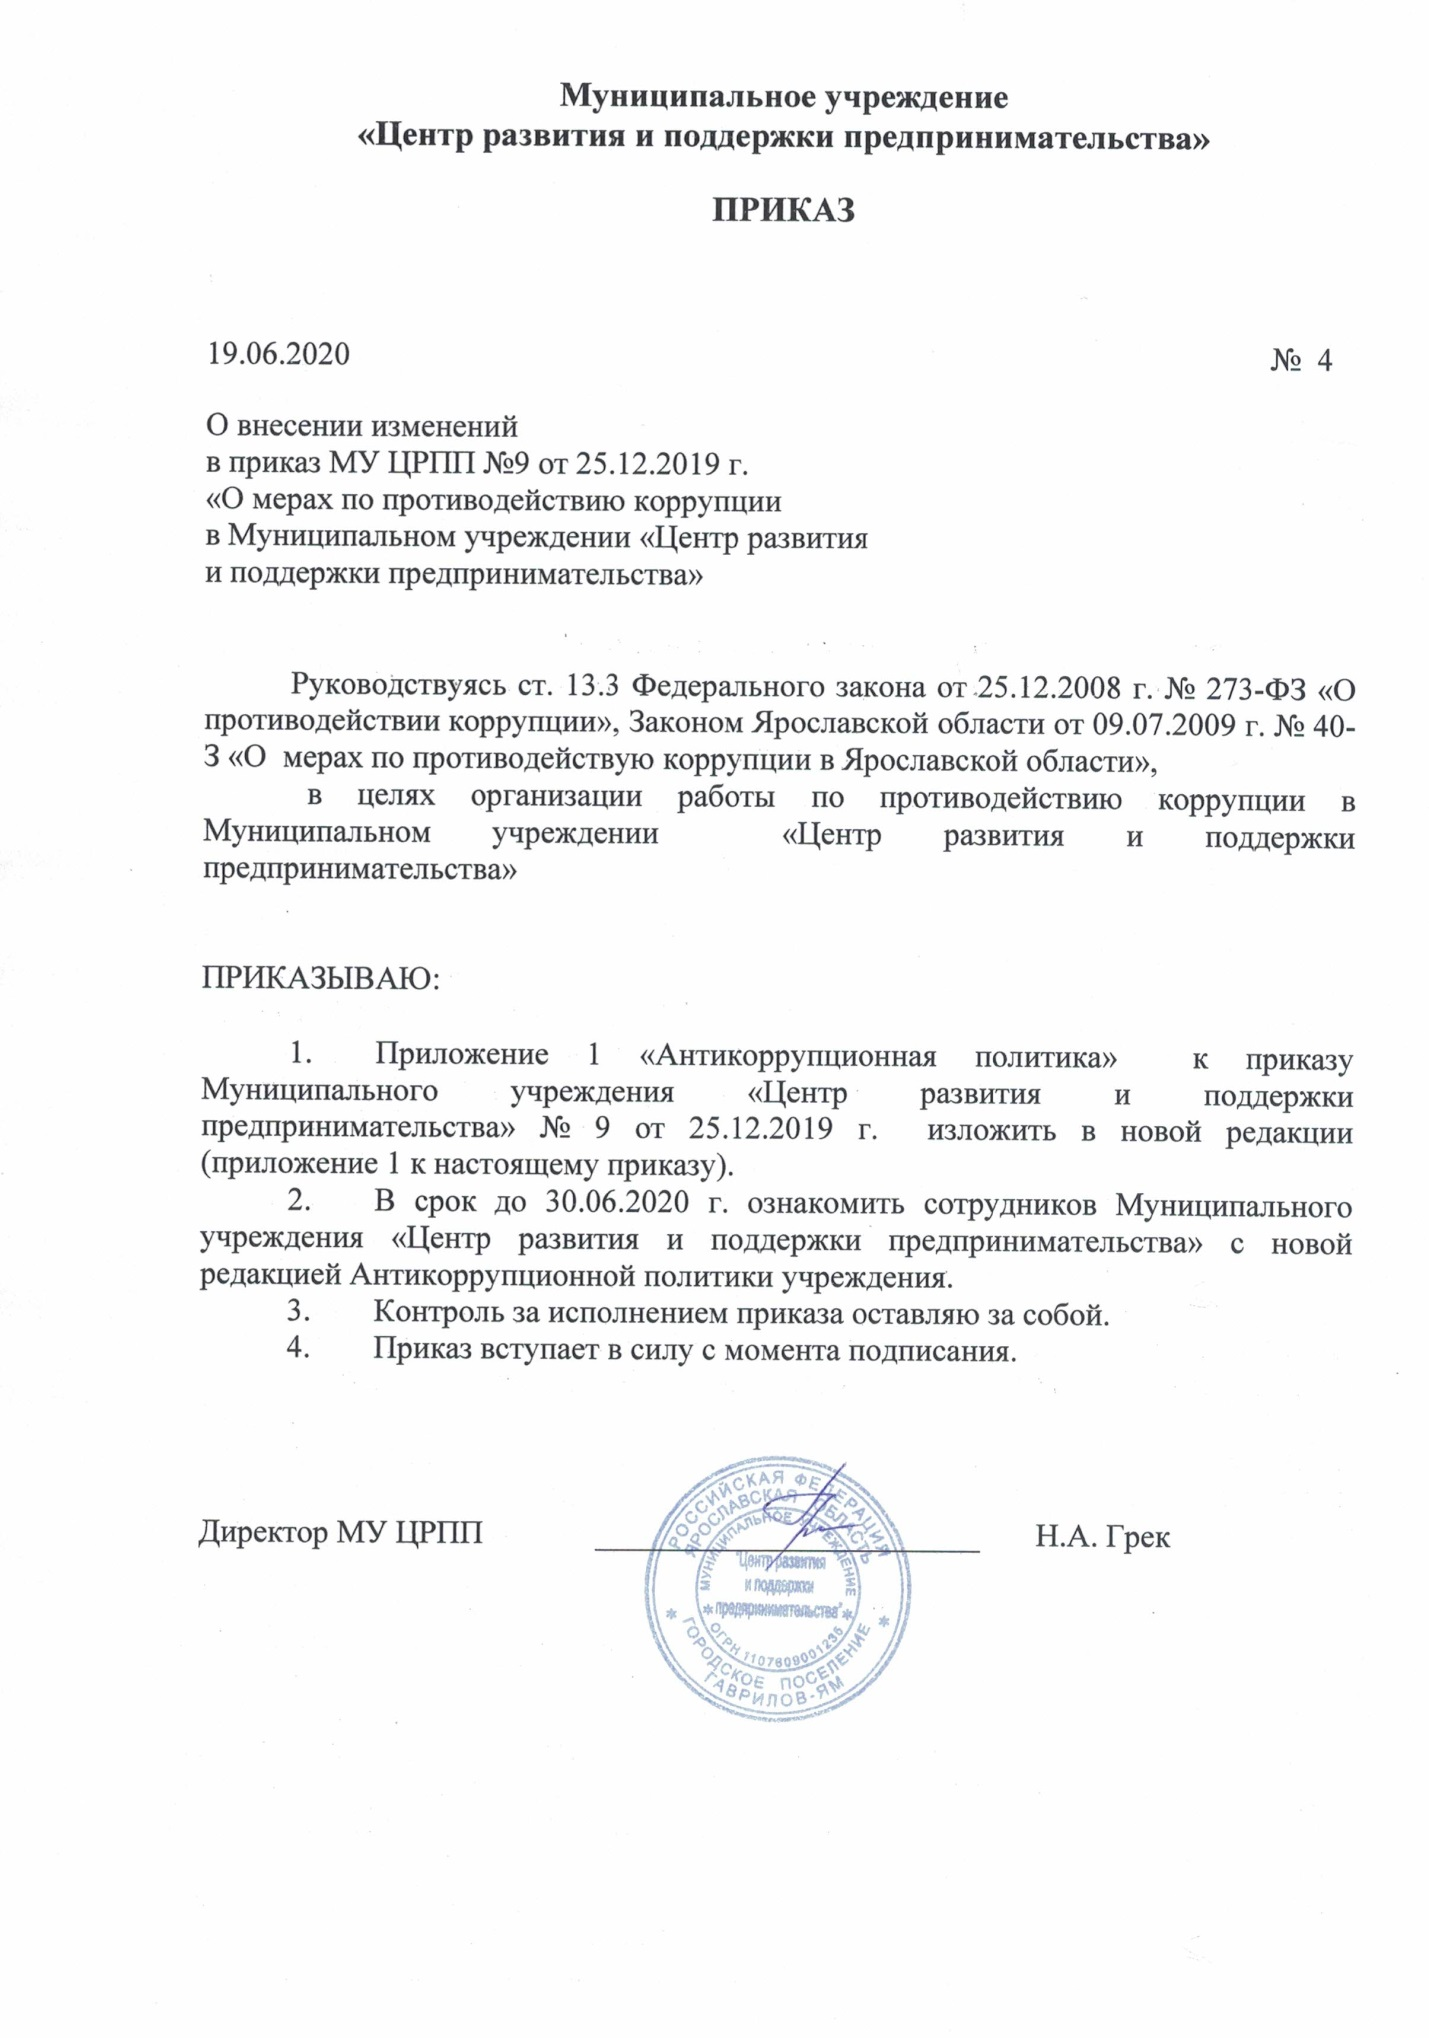 Муниципальное учреждение
«Центр развития и поддержки предпринимательства»
ПРИКАЗ
19.06.2020
№ 4
О внесении изменений
в приказ МУ ЦРПП №9 от 25.12.2019 г.
«О мерах по противодействию коррупции
в Муниципальном учреждении «Центр развития
и поддержки предпринимательства»
Руководствуясь ст. 13.3 Федерального закона от 25.12.2008 г. № 273-ФЗ «О
противодействии коррупции», Законом Ярославской области от 09.07.2009 г. № 40-
З «О мерах по противодействую коррупции в Ярославской области»,
в целях организации работы по противодействию коррупции в
Муниципальном учреждении «Центр развития и поддержки
предпринимательства»
ПРИКАЗЫВАЮ:
1. Приложение 1 «Антикоррупционная политика» к приказу
Муниципального учреждения «Центр развития и поддержки
предпринимательства» № 9 от 25.12.2019 г. изложить в новой редакции
(приложение 1 к настоящему приказу).
2. В срок до 30.06.2020 г. ознакомить сотрудников Муниципального
учреждения «Центр развития и поддержки предпринимательства» с новой
редакцией Антикоррупционной политики учреждения.
3. Контроль за исполнением приказа оставляю за собой.
4. Приказ вступает в силу с момента подписания.
Директор МУ ЦРПП
Н.А. Грек
РОССИЙСКАЯ ФЕДЕРАЦИЯ
ЯРОСЛАВСКАЯ ОБЛАСТЬ
МУНИЦИПАЛЬНОЕ УЧРЕЖДЕНИЕ
"Центр развития
и поддержки
предпринимательства"
ОГРН 1107609001236
ГОРОДСКОЕ ПОСЕЛЕНИЕ
ГАВРИЛОВ-ЯМ